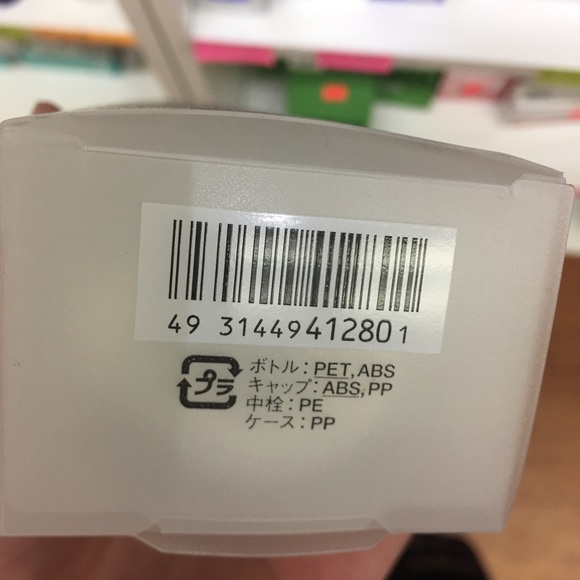 49 31449412801
プラ
ボトル：PET,ABS
キャップ：ABS,PP
中栓：PE
ケース：PP